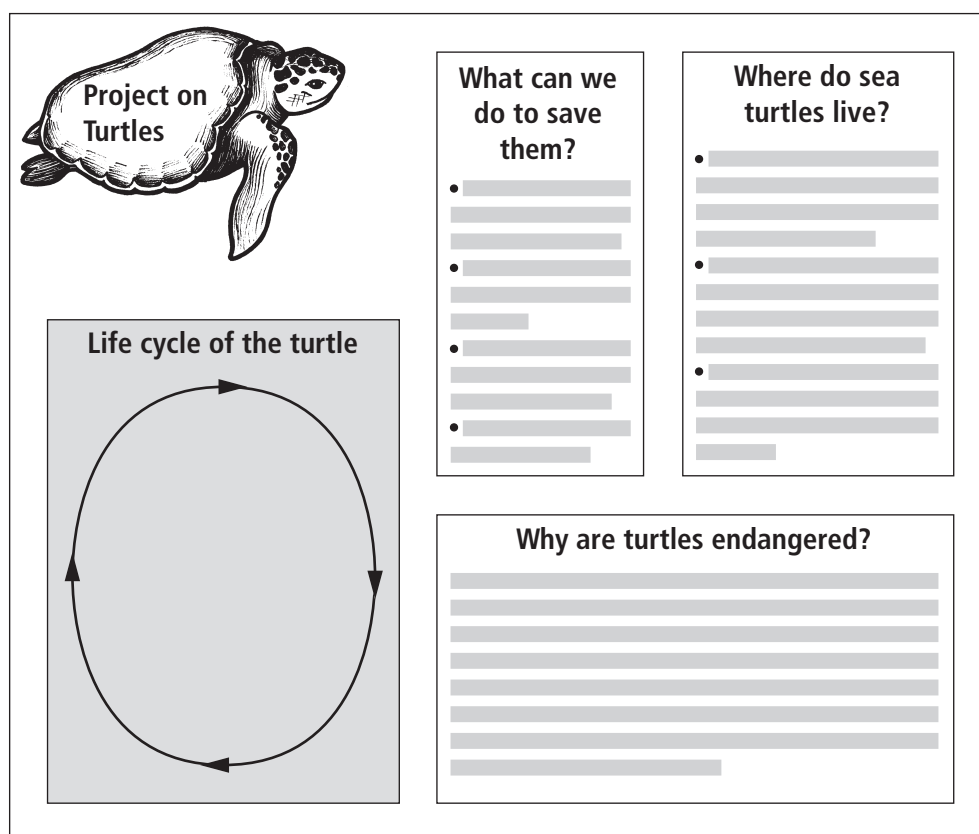 Project on
Turtles
What can we
do to save
them?
Where do sea
turtles live?
Life cycle of the turtle
Why are turtles endangered?